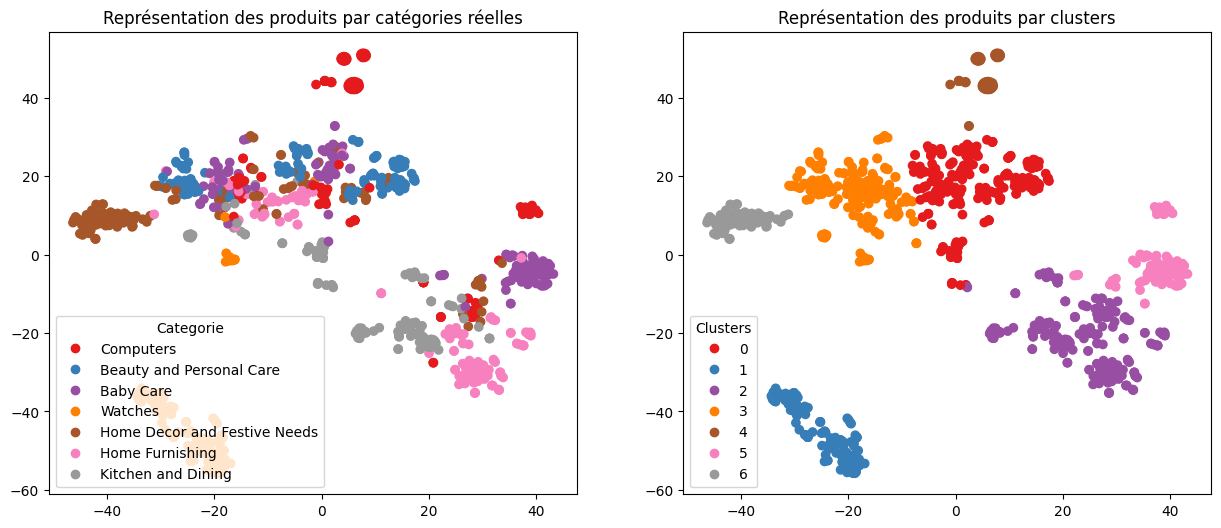 Représentation des produits par catégories réelles
40
20
0
−20
−40
−60
−40
−20
0
20
40
Categorie
Computers
Beauty and Personal Care
Baby Care
Watches
Home Decor and Festive Needs
Home Furnishing
Kitchen and Dining
Représentation des produits par clusters
40
20
0
−20
−40
−60
−40
−20
0
20
40
Clusters
0
1
2
3
4
5
6